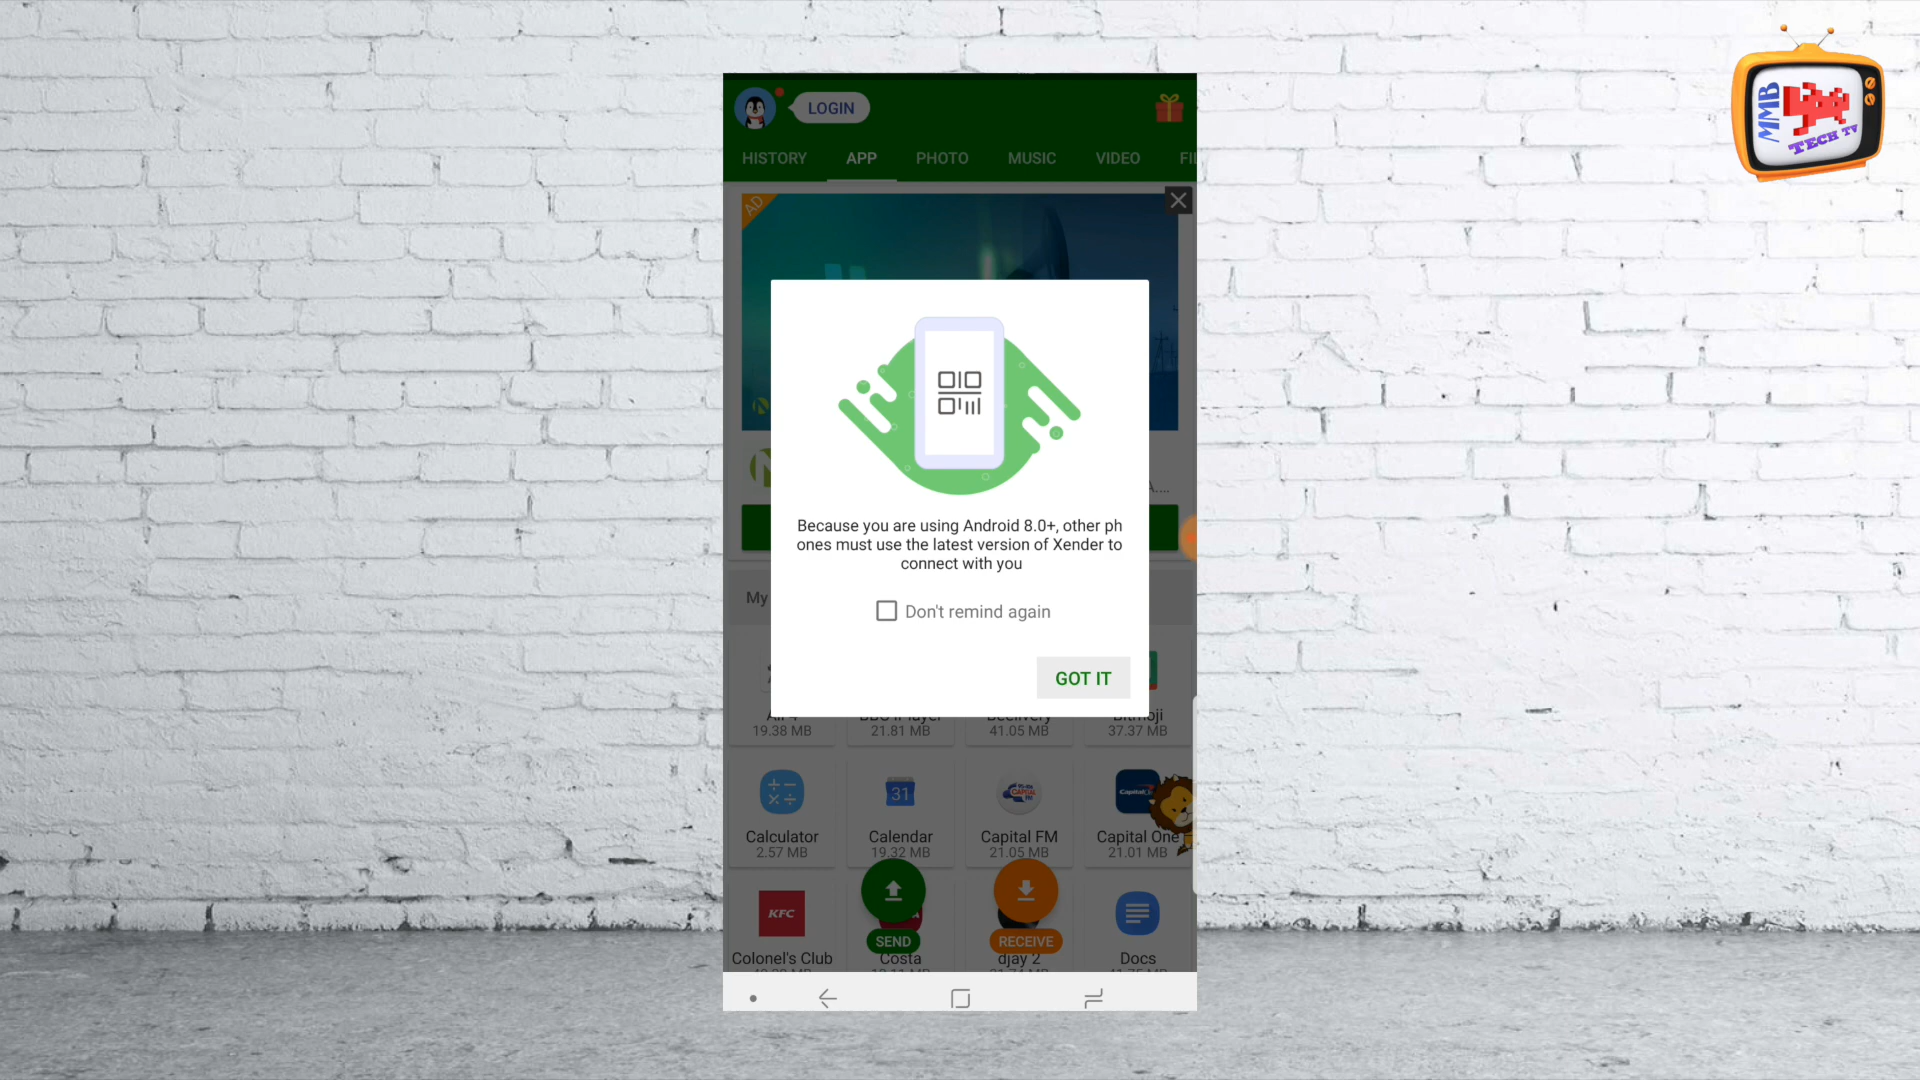 LOGIN
HISTORY APP PHOTO MUSIC VIDEO
AD
Because you are using Android 8.0+, other ph
ones must use the latest version of Xender to
connect with you
Don't remind again
GOT IT
My
19.38 MB 21.81 MB 41.05 MB 37.37 MB
31
CAPITAL FM
Capital
Calculator Calendar Capital FM Capital One
2.57 MB 19.32 MB 21.05 MB 21.01 MB
KFC
SEND RECEIVE
Colonel's Club Costa djay 2 Docs
MMB
TECH TV